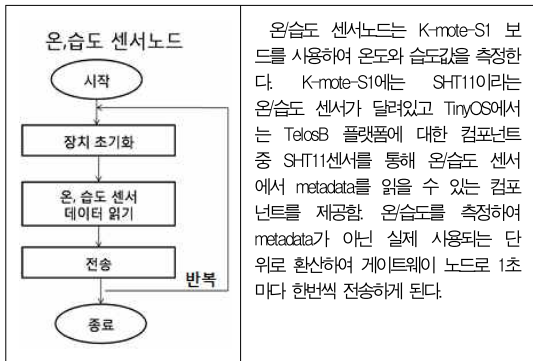 온,습도 센서노드
시작
장치 초기화
온, 습도 센서
데이터 읽기
전송
반복
종료
온/습도 센서노드는 K-mote-S1 보
드를 사용하여 온도와 습도값을 측정한
다. K-mote-S1에는 SHT11이라는
온/습도 센서가 달려있고 TinyOS에서
는 TelosB 플랫폼에 대한 컴포넌트
중 SHT11센서를 통해 온/습도 센서
에서 metadata를 읽을 수 있는 컴포
넌트를 제공함. 온/습도를 측정하여
metadata가 아닌 실제 사용되는 단
위로 환산하여 게이트웨이 노드로 1초
마다 한번씩 전송하게 된다.